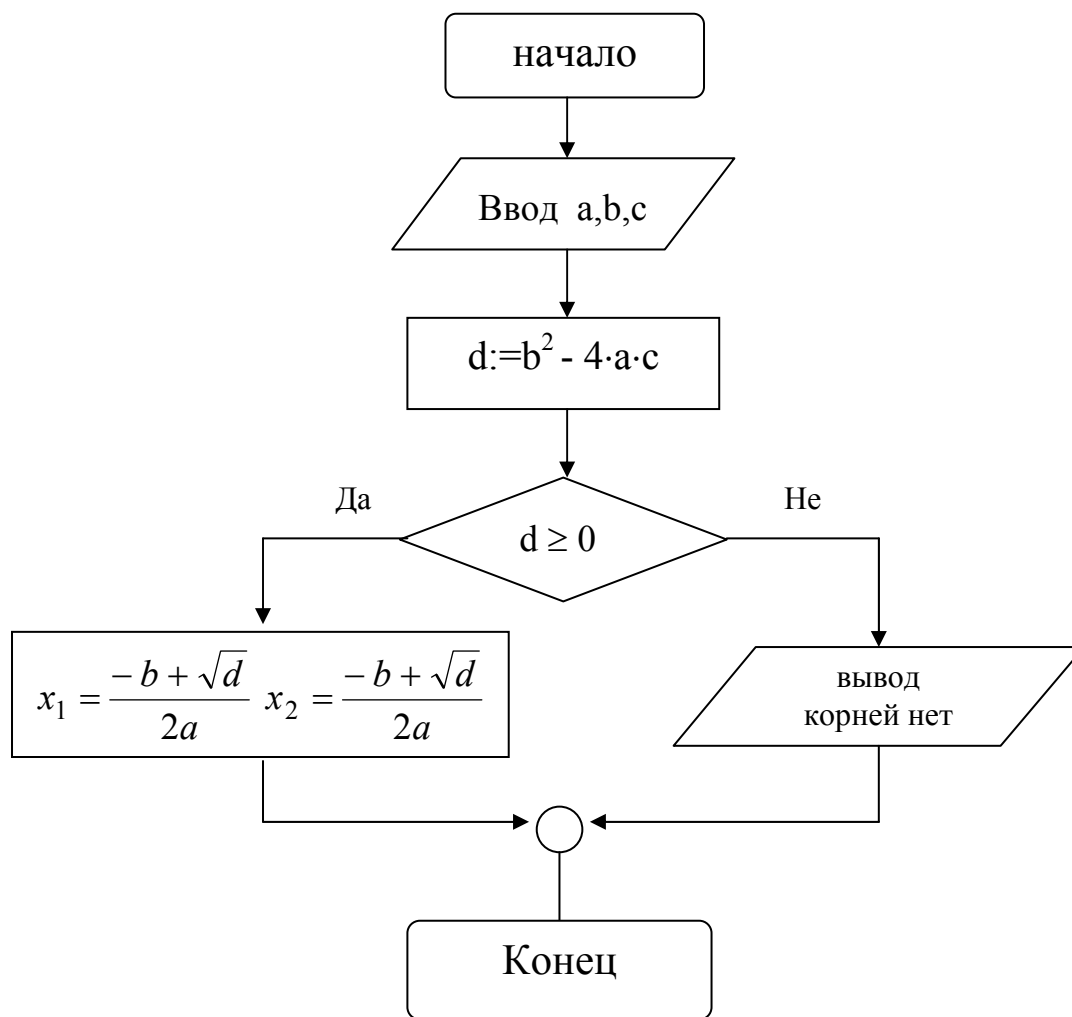 начало
Ввод a,b,c
d:=b² - 4·a·c
Да
Не
d ≥ 0
x₁ = (-b + √d)/2a x₂ = (-b + √d)/2a
вывод
корней нет
Конец